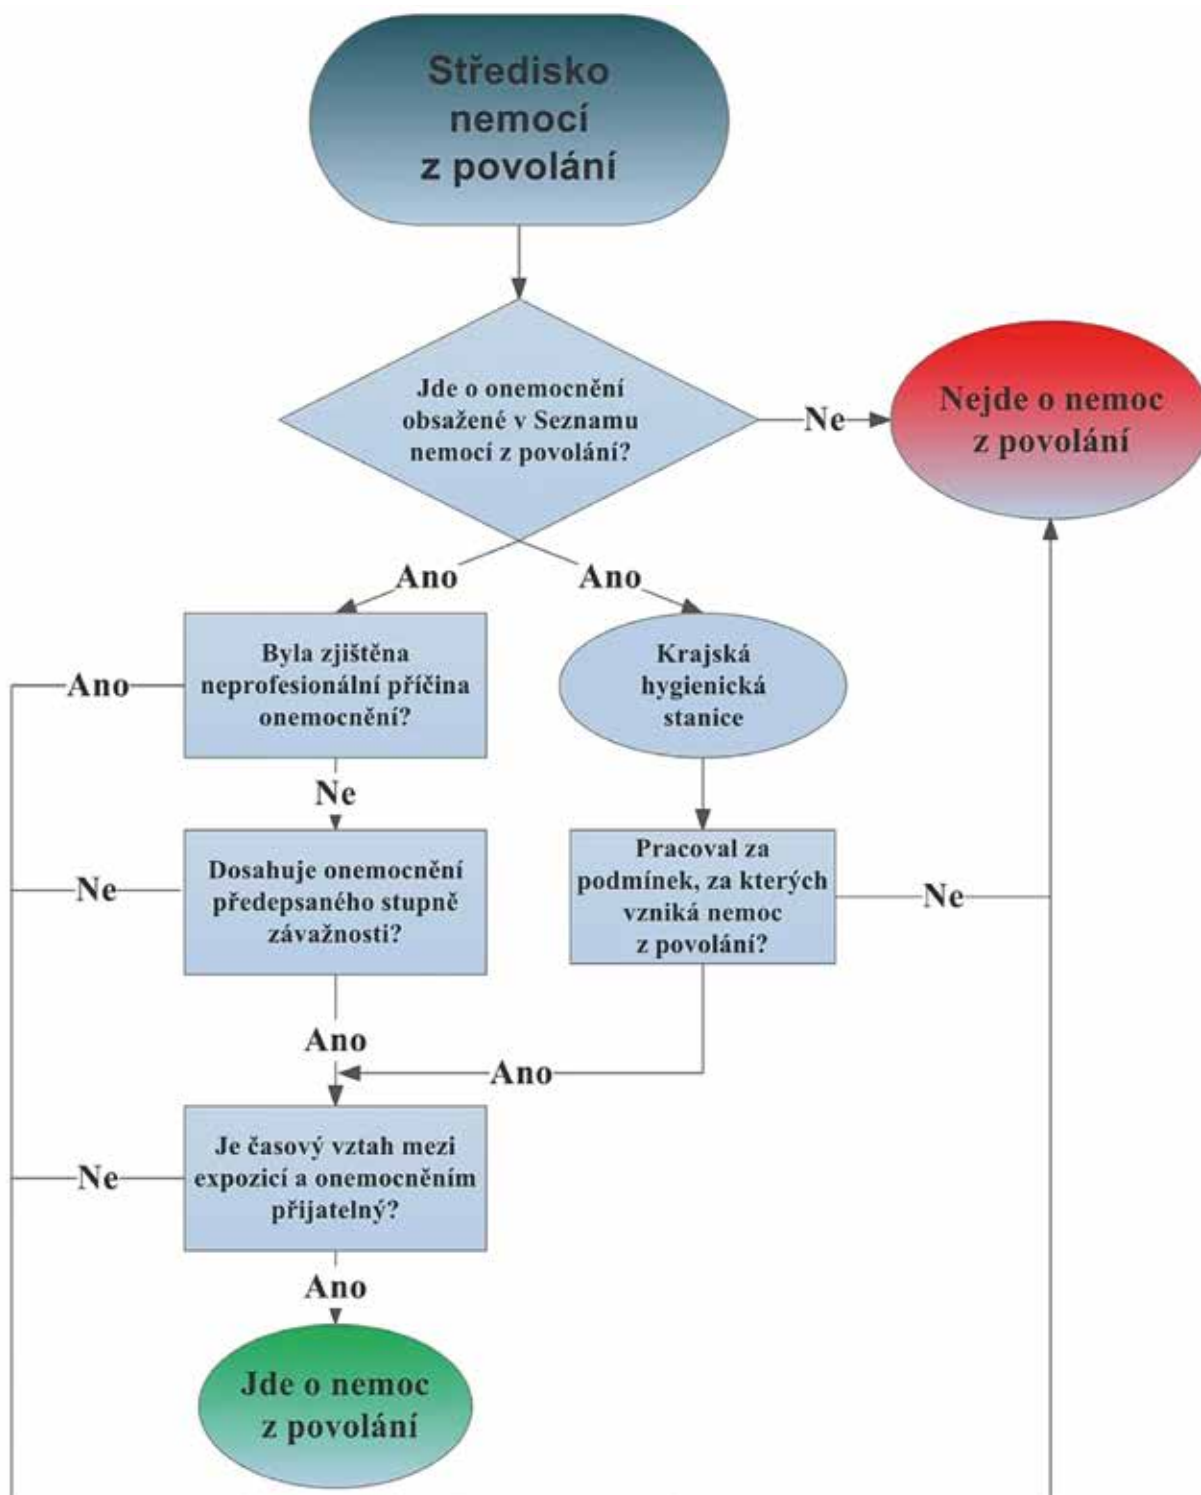 Středisko
nemocí
z povolání
Jde o onemocnění
obsažené v Seznamu
nemocí z povolání?
Ne
Nejde o nemoc
z povolání
Ano
Ano
Byla zjištěna
neprofesionální příčina
onemocnění?
Ano
Krajská
hygienická
stanice
Ne
Dosahuje onemocnění
předepsaného stupně
závažnosti?
Ne
Pracoval za
podmínek, za kterých
vzniká nemoc
z povolání?
Ne
Ano
Ano
Je časový vztah mezi
expozicí a onemocněním
přijatelný?
Ne
Ano
Jde o nemoc
z povolání